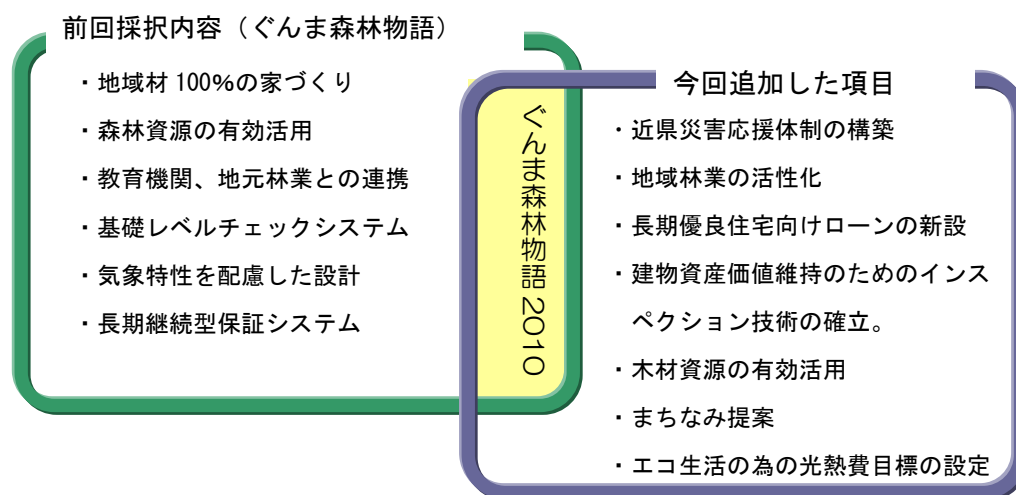 前回採択内容（ぐんま森林物語）
・地域材 100%の家づくり
・森林資源の有効活用
・教育機関、地元林業との連携
・基礎レベルチェックシステム
・気象特性を配慮した設計
・長期継続型保証システム
ぐんま森林物語 2010
今回追加した項目
・近県災害応援体制の構築
・地域林業の活性化
・長期優良住宅向けローンの新設
・建物資産価値維持のためのインス
ペクション技術の確立。
・木材資源の有効活用
・まちなみ提案
・エコ生活の為の光熱費目標の設定